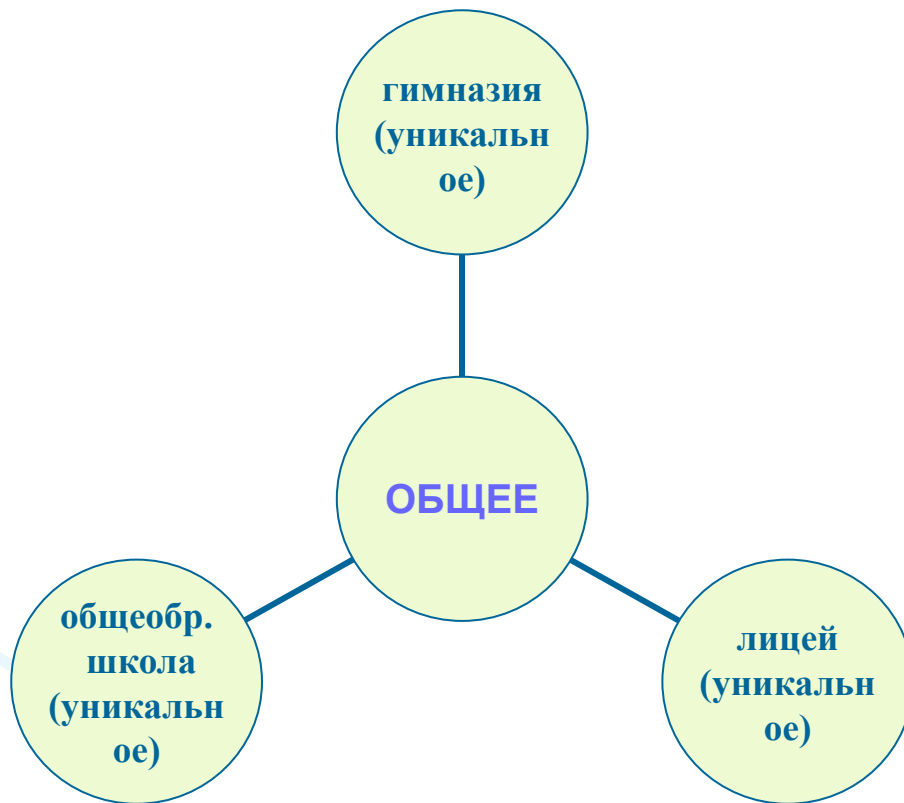 гимназия
(уникальн
ое)
ОБЩЕЕ
общеобр.
школа
(уникальн
ое)
лицей
(уникальн
ое)